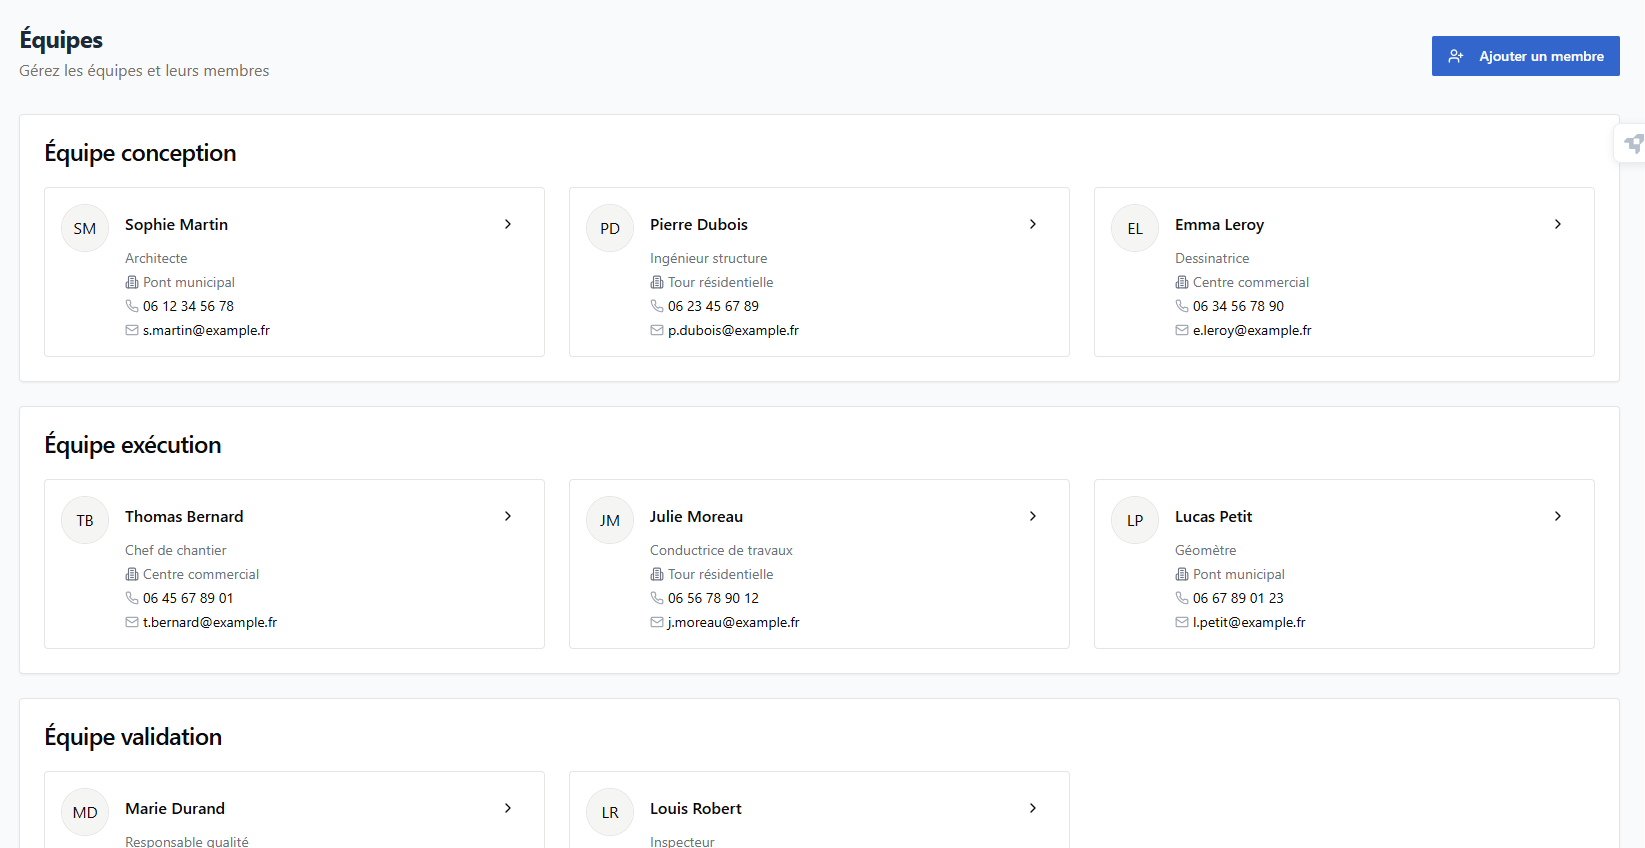 Équipes
Gérez les équipes et leurs membres
Ajouter un membre
Équipe conception
SM
Sophie Martin
Architecte
Pont municipal
06 12 34 56 78
s.martin@example.fr
PD
Pierre Dubois
Ingénieur structure
Tour résidentielle
06 23 45 67 89
p.dubois@example.fr
EL
Emma Leroy
Dessinatrice
Centre commercial
06 34 56 78 90
e.leroy@example.fr
Équipe exécution
TB
Thomas Bernard
Chef de chantier
Centre commercial
06 45 67 89 01
t.bernard@example.fr
JM
Julie Moreau
Conductrice de travaux
Tour résidentielle
06 56 78 90 12
j.moreau@example.fr
LP
Lucas Petit
Géomètre
Pont municipal
06 67 89 01 23
l.petit@example.fr
Équipe validation
MD
Marie Durand
Responsable qualité
LR
Louis Robert
Inspecteur